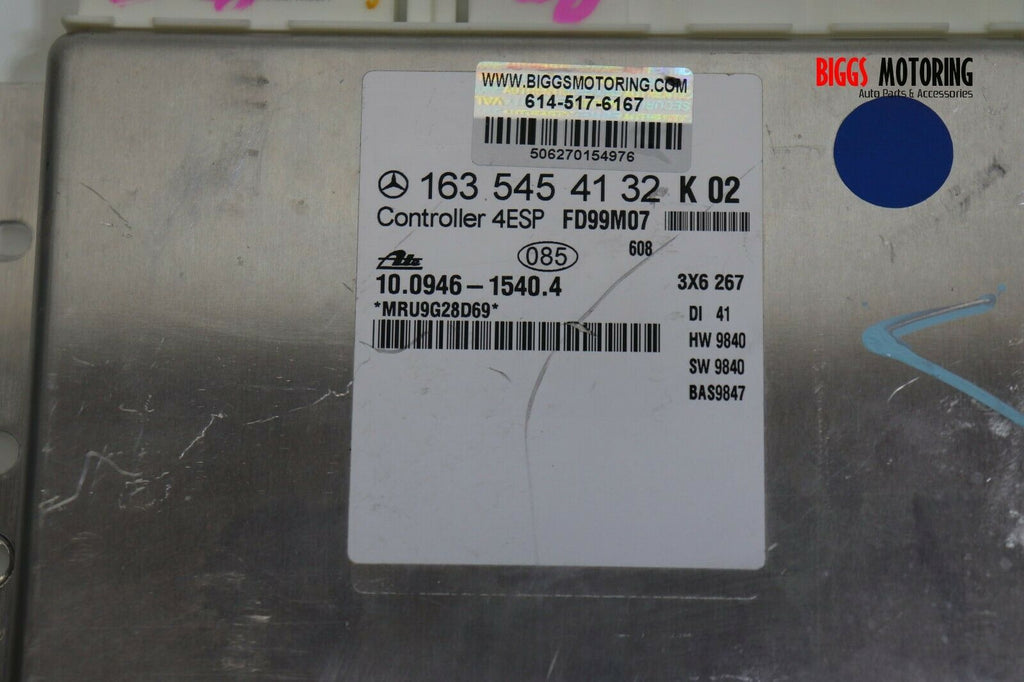 BIGGS MOTORING
Auto Parts & Accessories
WWW.BIGGSMOTORING.COM
614-517-6167
506270154976
163 545 41 32 K 02
Controller 4ESP FD99M07
608
Ate 085
10.0946-1540.4 3X6 267
*MRU9G28D69* DI 41
HW 9840
SW 9840
BAS9847